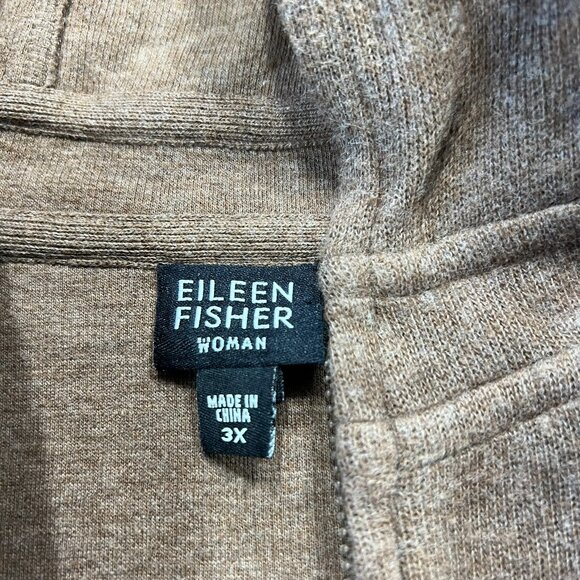 EILEEN
FISHER
WOMAN
MADE IN
CHINA
3X